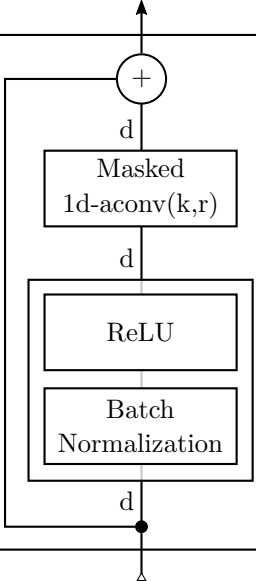 +
d
Masked
1d-aconv(k,r)
d
ReLU
Batch
Normalization
d